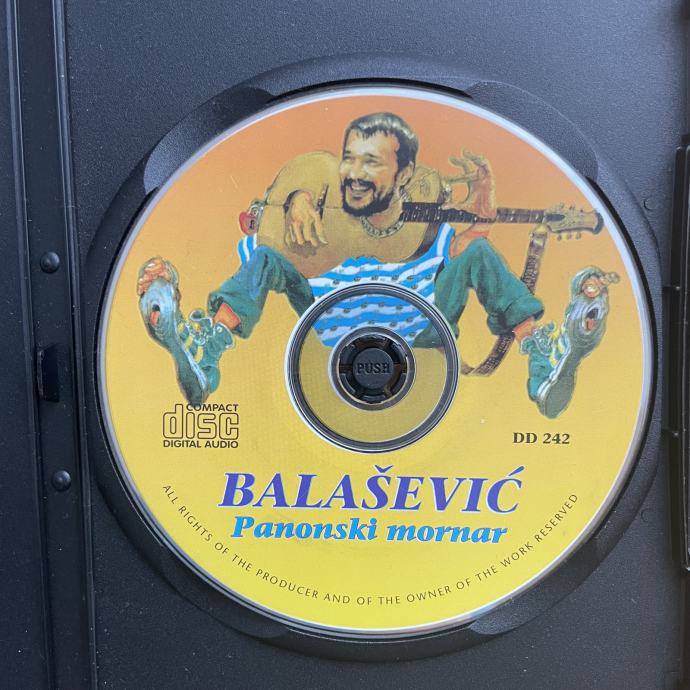 PUSH
COMPACT
disc
DIGITAL AUDIO
DD 242
BALAŠEVIĆ
Panonski mornar
ALL RIGHTS OF THE PRODUCER AND OF THE OWNER OF THE WORK RESERVED